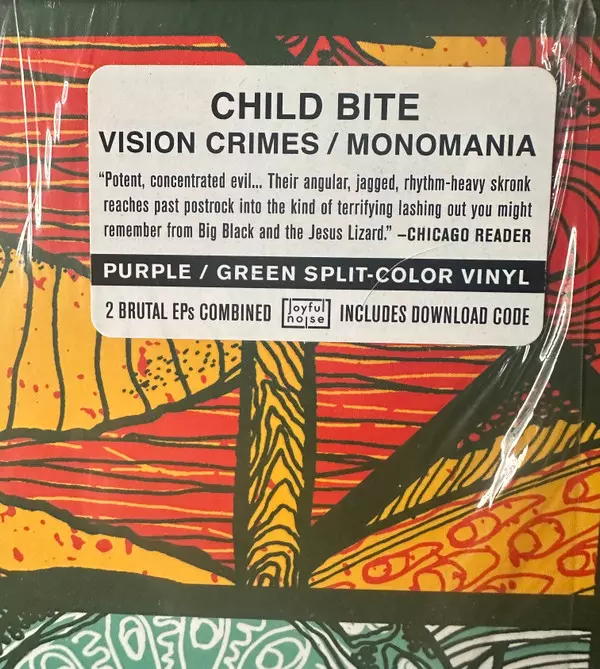 CHILD BITE
VISION CRIMES / MONOMANIA
“Potent, concentrated evil... Their angular, jagged, rhythm-heavy skronk
reaches past postrock into the kind of terrifying lashing out you might
remember from Big Black and the Jesus Lizard.” –CHICAGO READER
PURPLE / GREEN SPLIT-COLOR VINYL
2 BRUTAL EPs COMBINED joyful noise INCLUDES DOWNLOAD CODE